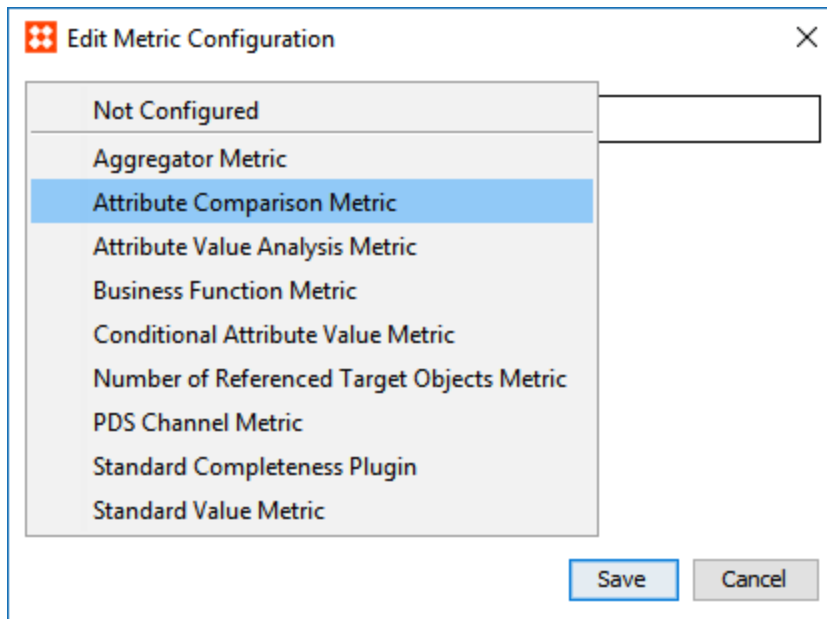 Edit Metric Configuration
Not Configured
Aggregator Metric
Attribute Comparison Metric
Attribute Value Analysis Metric
Business Function Metric
Conditional Attribute Value Metric
Number of Referenced Target Objects Metric
PDS Channel Metric
Standard Completeness Plugin
Standard Value Metric
Save Cancel